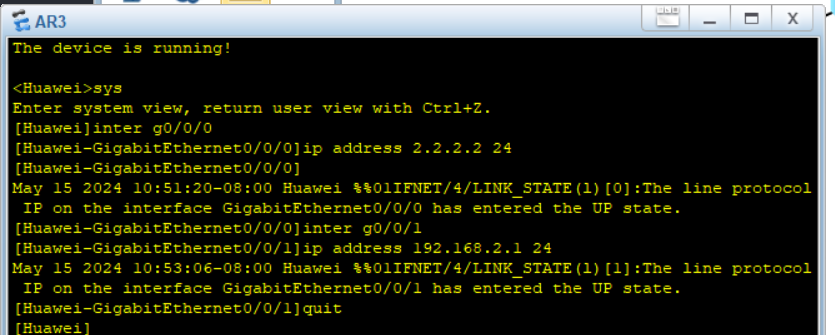 AR3
The device is running!
<Huawei>sys
Enter system view, return user view with Ctrl+Z.
[Huawei]inter g0/0/0
[Huawei-GigabitEthernet0/0/0]ip address 2.2.2.2 24
[Huawei-GigabitEthernet0/0/0]
May 15 2024 10:51:20-08:00 Huawei %%01IFNET/4/LINK_STATE(l)[0]:The line protocol
 IP on the interface GigabitEthernet0/0/0 has entered the UP state.
[Huawei-GigabitEthernet0/0/0]inter g0/0/1
[Huawei-GigabitEthernet0/0/1]ip address 192.168.2.1 24
May 15 2024 10:53:06-08:00 Huawei %%01IFNET/4/LINK_STATE(l)[1]:The line protocol
 IP on the interface GigabitEthernet0/0/1 has entered the UP state.
[Huawei-GigabitEthernet0/0/1]quit
[Huawei]